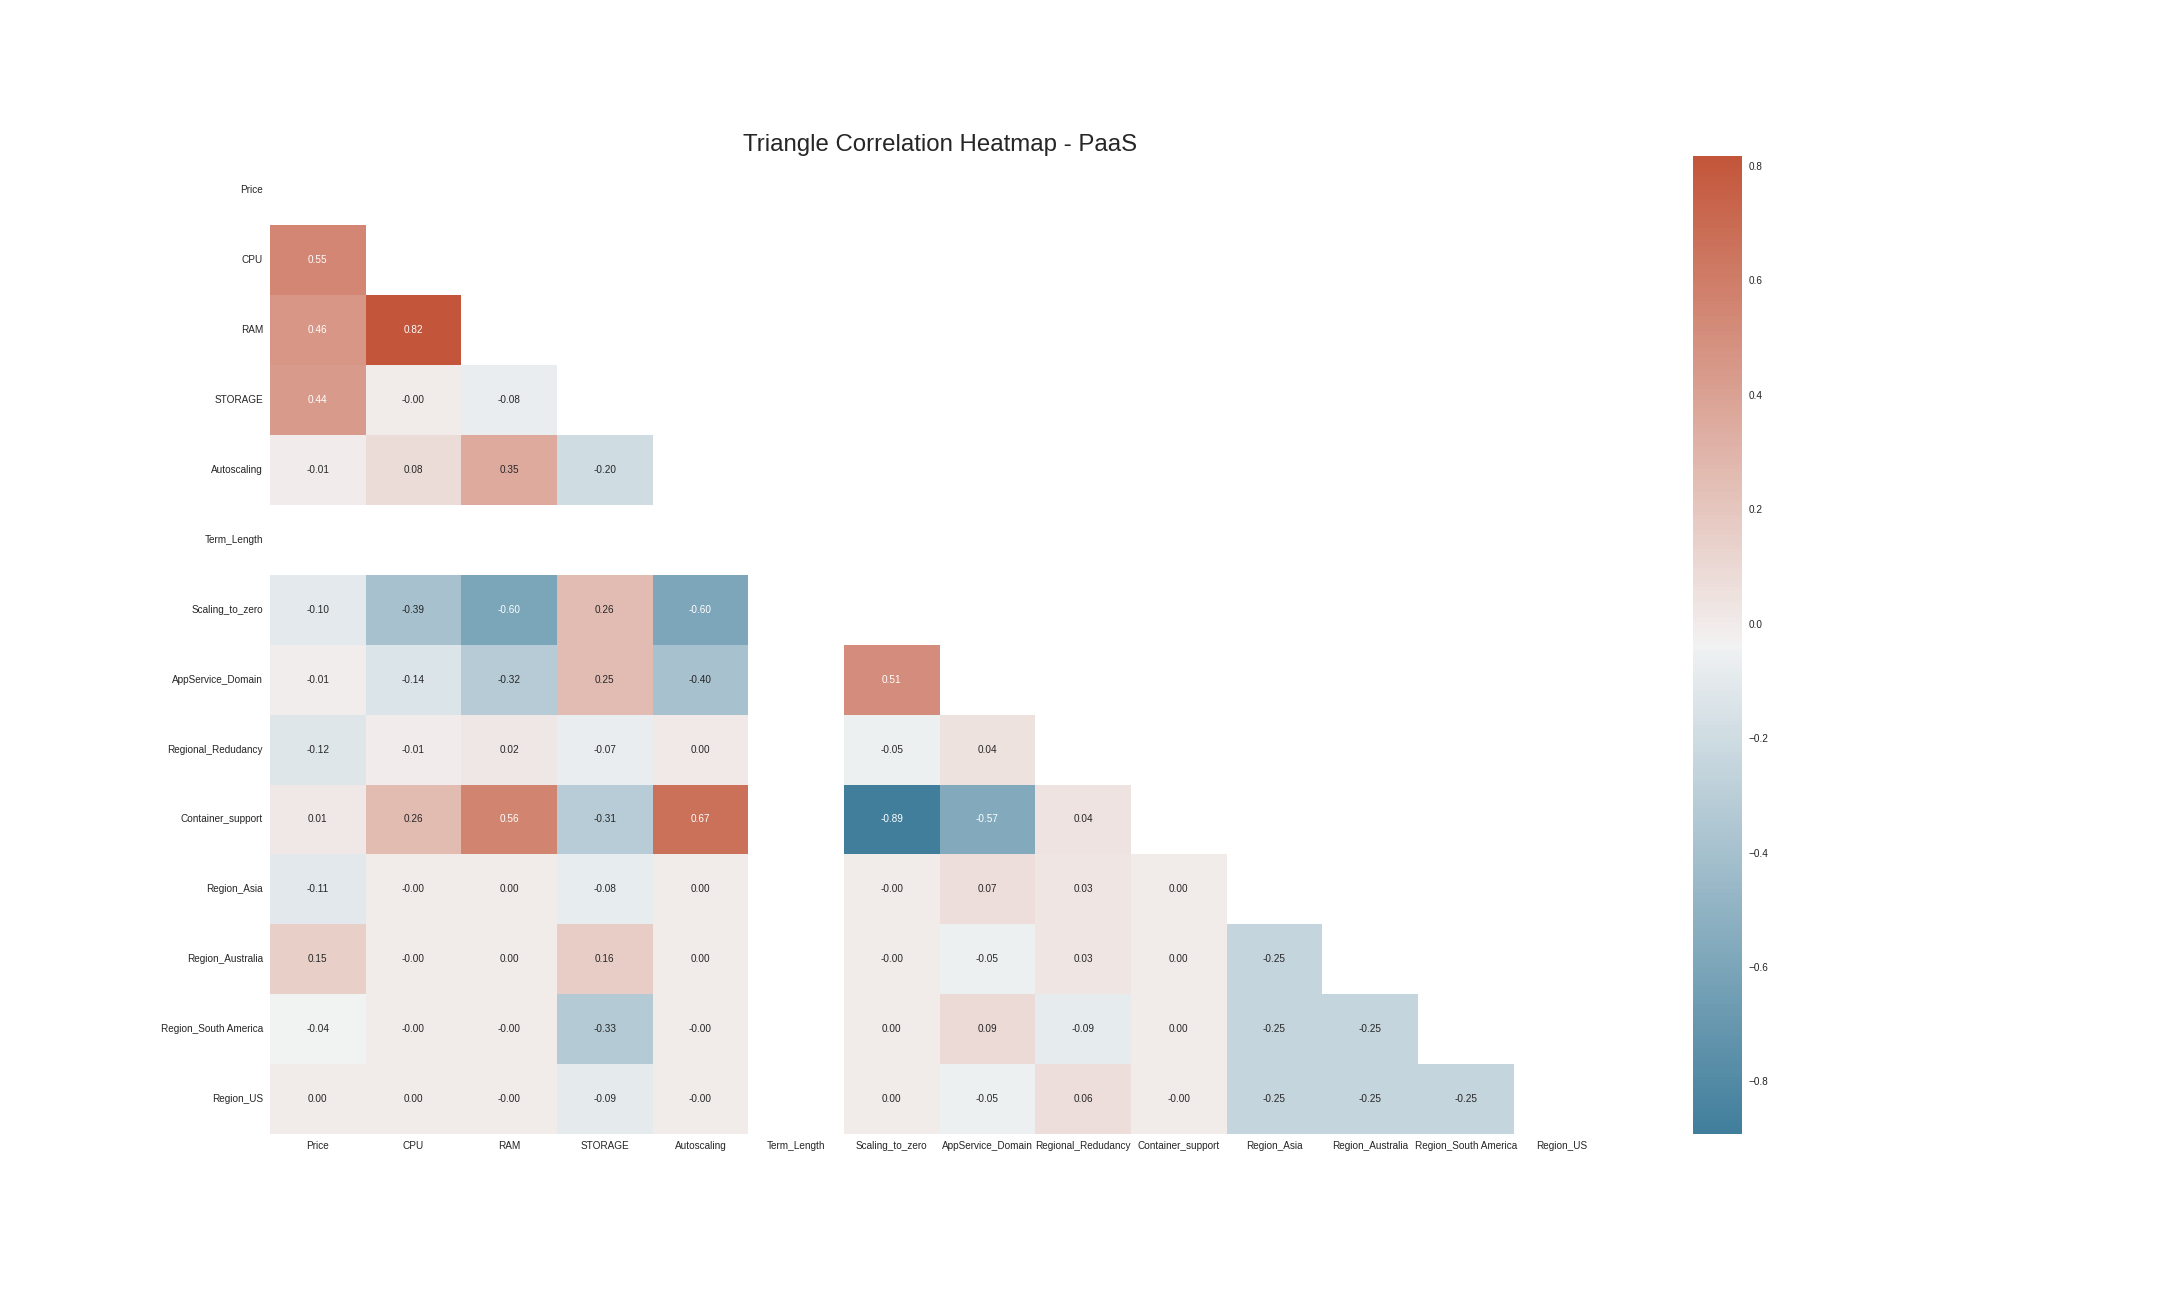 Triangle Correlation Heatmap - PaaS
Price
CPU 0.55
RAM 0.46 0.82
STORAGE 0.44 -0.00 -0.08
Autoscaling -0.01 0.08 0.35 -0.20
Term_Length
Scaling_to_zero -0.10 -0.39 -0.60 0.26 -0.60
AppService_Domain -0.01 -0.14 -0.32 0.25 -0.40 0.51
Regional_Redudancy -0.12 -0.01 0.02 -0.07 0.00 -0.05 0.04
Container_support 0.01 0.26 0.56 -0.31 0.67 -0.89 -0.57 0.04
Region_Asia -0.11 -0.00 0.00 -0.08 0.00 -0.00 0.07 0.03 0.00
Region_Australia 0.15 -0.00 0.00 0.16 0.00 -0.00 -0.05 0.03 0.00 -0.25
Region_South America -0.04 -0.00 -0.00 -0.33 -0.00 0.00 0.09 -0.09 0.00 -0.25 -0.25
Region_US 0.00 0.00 -0.00 -0.09 -0.00 0.00 -0.05 0.06 -0.00 -0.25 -0.25 -0.25
Price CPU RAM STORAGE Autoscaling Term_Length Scaling_to_zero AppService_Domain Regional_Redudancy Container_support Region_Asia Region_Australia Region_South America Region_US
0.8
0.6
0.4
0.2
0.0
−0.2
−0.4
−0.6
−0.8